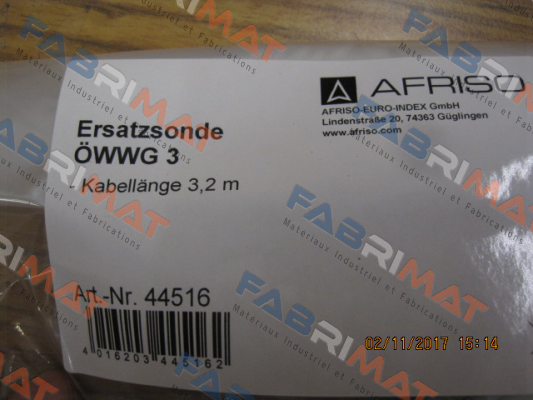 AFRISO
AFRISO-EURO-INDEX GmbH
Lindenstraße 20, 74363 Güglingen
www.afriso.com
Ersatzsonde
ÖWWG 3
- Kabellänge 3,2 m
Art.-Nr. 44516
4 016203 445162
02/11/2017 15:14
FABRIMAT
Materiaux Industriel et Fabrications